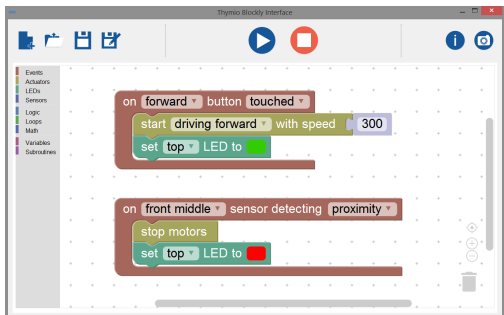 Thymio Blockly Interface
Events
Actuators
LEDs
Sensors
Logic
Loops
Math
Variables
Subroutines
on forward button touched
start driving forward with speed 300
set top LED to
on front middle sensor detecting proximity
stop motors
set top LED to